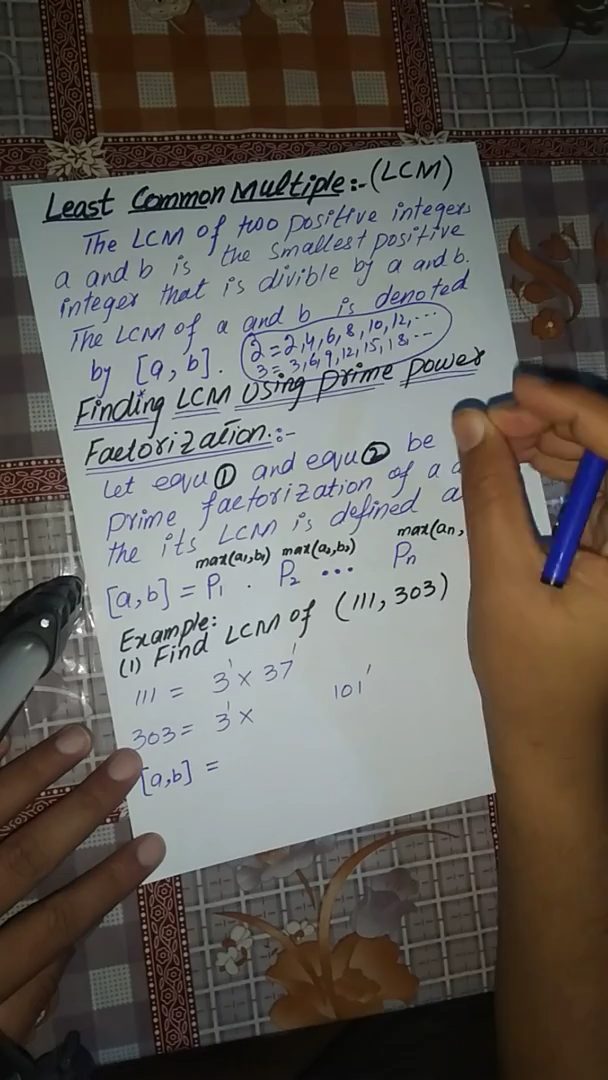 Least Common Multiple:-(LCM)
The LCM of two positive integers
a and b is the smallest positive
integer that is divible by a and b.
The LCM of a and b is denoted
by [a,b]. 2=2,4,6,8,10,12,...
3=3,6,9,12,15,18...
Finding LCM Using prime power
Factorization:-
Let equ① and equ② be
prime factorization of a
the its LCM is defined
[a,b] = P₁^max(a₁,b₁) . P₂^max(a₂,b₂) ... Pₙ^max(aₙ,
Example:
(1) Find LCM of (111, 303)
111 = 3¹ × 37¹
303 = 3¹ × 101¹
[a,b] =